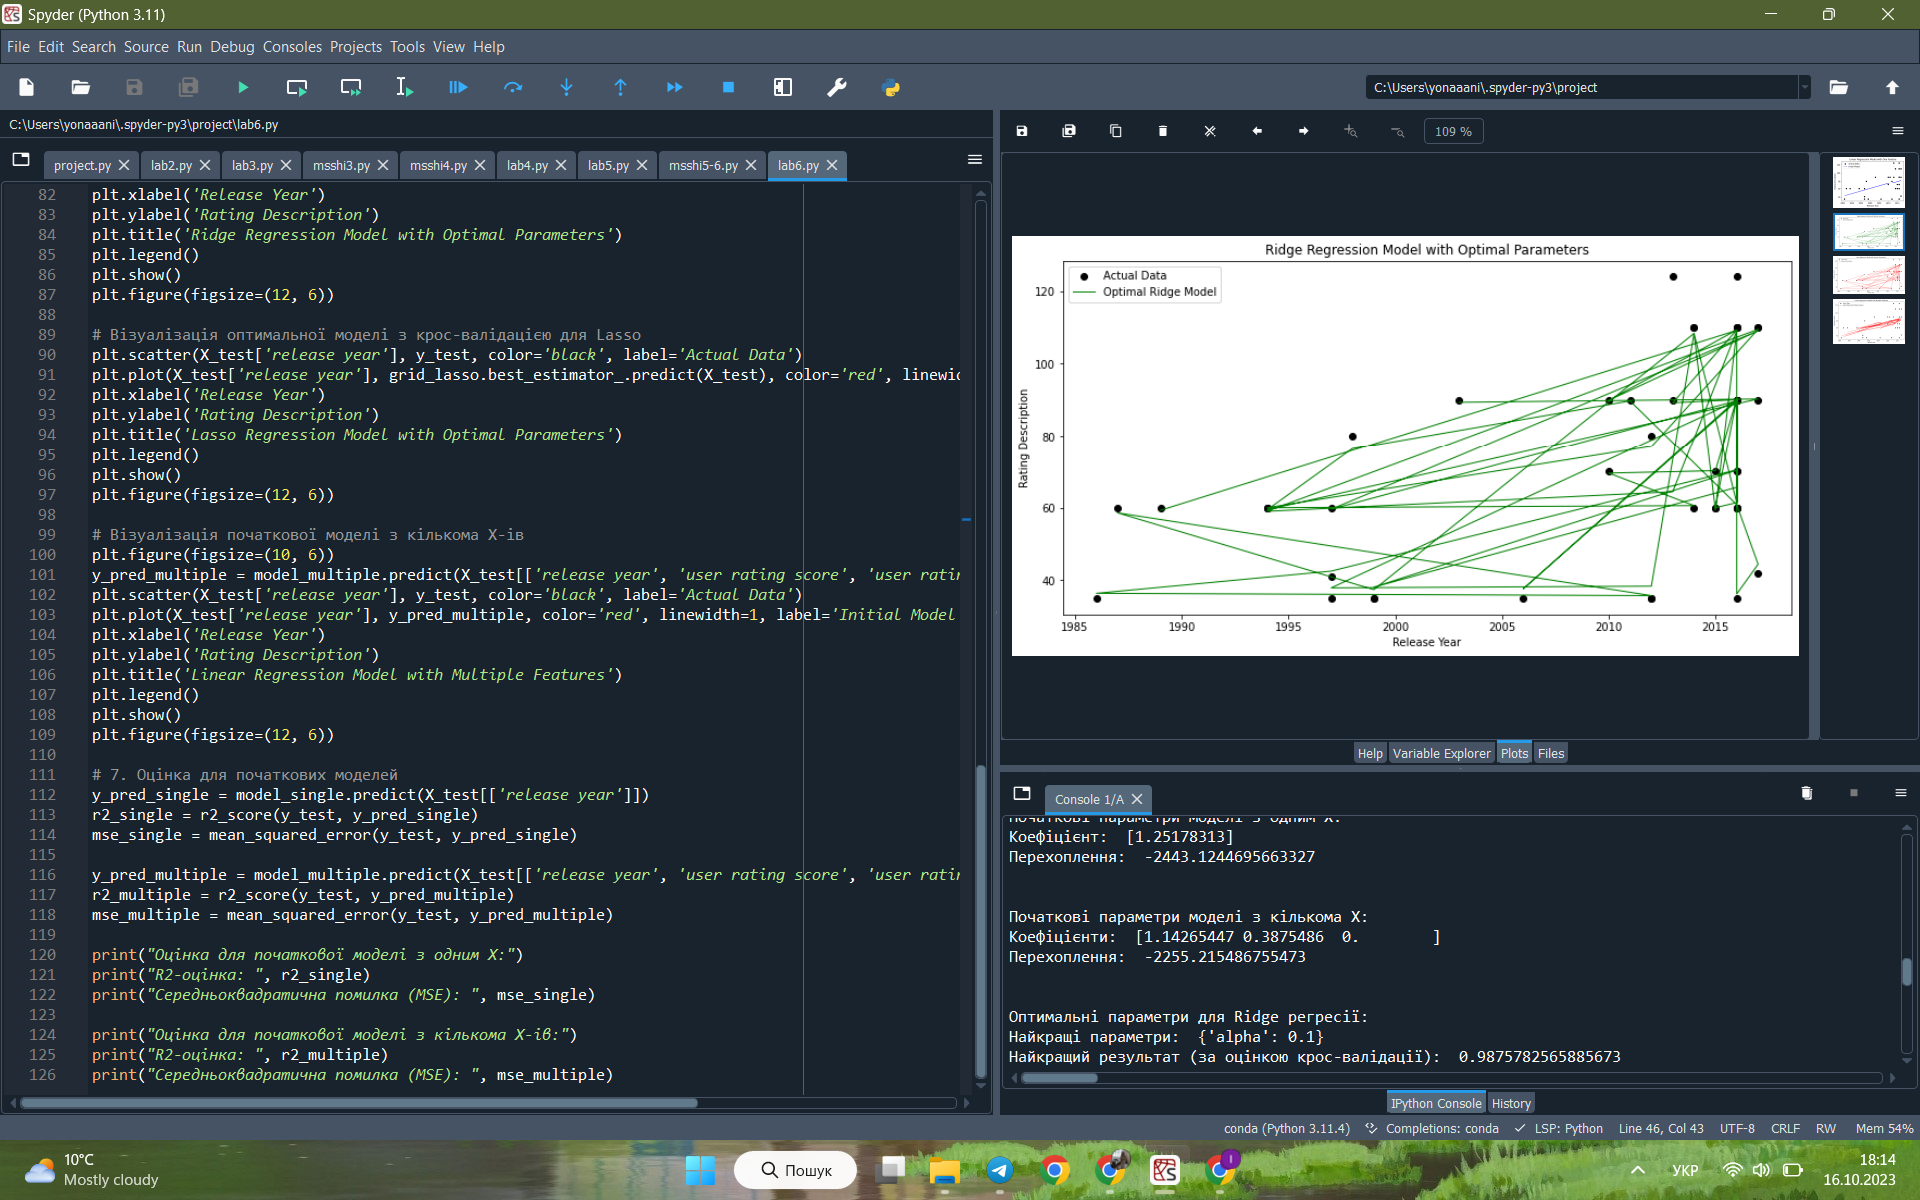 Spyder (Python 3.11)
File Edit Search Source Run Debug Consoles Projects Tools View Help
C:\Users\yonaaani\.spyder-py3\project
C:\Users\yonaaani\.spyder-py3\project\lab6.py
project.py lab2.py lab3.py msshi3.py msshi4.py lab4.py lab5.py msshi5-6.py lab6.py
82 plt.xlabel('Release Year')
83 plt.ylabel('Rating Description')
84 plt.title('Ridge Regression Model with Optimal Parameters')
85 plt.legend()
86 plt.show()
87 plt.figure(figsize=(12, 6))
88
89 # Візуалізація оптимальної моделі з крос-валідацією для Lasso
90 plt.scatter(X_test['release year'], y_test, color='black', label='Actual Data')
91 plt.plot(X_test['release year'], grid_lasso.best_estimator_.predict(X_test), color='red', linewi
92 plt.xlabel('Release Year')
93 plt.ylabel('Rating Description')
94 plt.title('Lasso Regression Model with Optimal Parameters')
95 plt.legend()
96 plt.show()
97 plt.figure(figsize=(12, 6))
98
99 # Візуалізація початкової моделі з кількома X-ів
100 plt.figure(figsize=(10, 6))
101 y_pred_multiple = model_multiple.predict(X_test[['release year', 'user rating score', 'user ratin
102 plt.scatter(X_test['release year'], y_test, color='black', label='Actual Data')
103 plt.plot(X_test['release year'], y_pred_multiple, color='red', linewidth=1, label='Initial Model
104 plt.xlabel('Release Year')
105 plt.ylabel('Rating Description')
106 plt.title('Linear Regression Model with Multiple Features')
107 plt.legend()
108 plt.show()
109 plt.figure(figsize=(12, 6))
110
111 # 7. Оцінка для початкових моделей
112 y_pred_single = model_single.predict(X_test[['release year']])
113 r2_single = r2_score(y_test, y_pred_single)
114 mse_single = mean_squared_error(y_test, y_pred_single)
115
116 y_pred_multiple = model_multiple.predict(X_test[['release year', 'user rating score', 'user ratin
117 r2_multiple = r2_score(y_test, y_pred_multiple)
118 mse_multiple = mean_squared_error(y_test, y_pred_multiple)
119
120 print("Оцінка для початкової моделі з одним X:")
121 print("R2-оцінка: ", r2_single)
122 print("Середньоквадратична помилка (MSE): ", mse_single)
123
124 print("Оцінка для початкової моделі з кількома X-ів:")
125 print("R2-оцінка: ", r2_multiple)
126 print("Середньоквадратична помилка (MSE): ", mse_multiple)
109 %
Ridge Regression Model with Optimal Parameters
Actual Data
Optimal Ridge Model
120
100
80
60
40
Rating Description
1985 1990 1995 2000 2005 2010 2015
Release Year
Help Variable Explorer Plots Files
Console 1/A
Початкові параметри моделі з одним X:
Коефіцієнт: [1.25178313]
Перехоплення: -2443.1244695663327
Початкові параметри моделі з кількома X:
Коефіцієнти: [1.14265447 0.3875486 0. ]
Перехоплення: -2255.215486755473
Оптимальні параметри для Ridge регресії:
Найкращі параметри: {'alpha': 0.1}
Найкращий результат (за оцінкою крос-валідації): 0.9875782565885673
IPython Console History
conda (Python 3.11.4) Completions: conda LSP: Python Line 46, Col 43 UTF-8 CRLF RW Mem 54%
10°C
Mostly cloudy
Пошук
УКР
18:14
16.10.2023